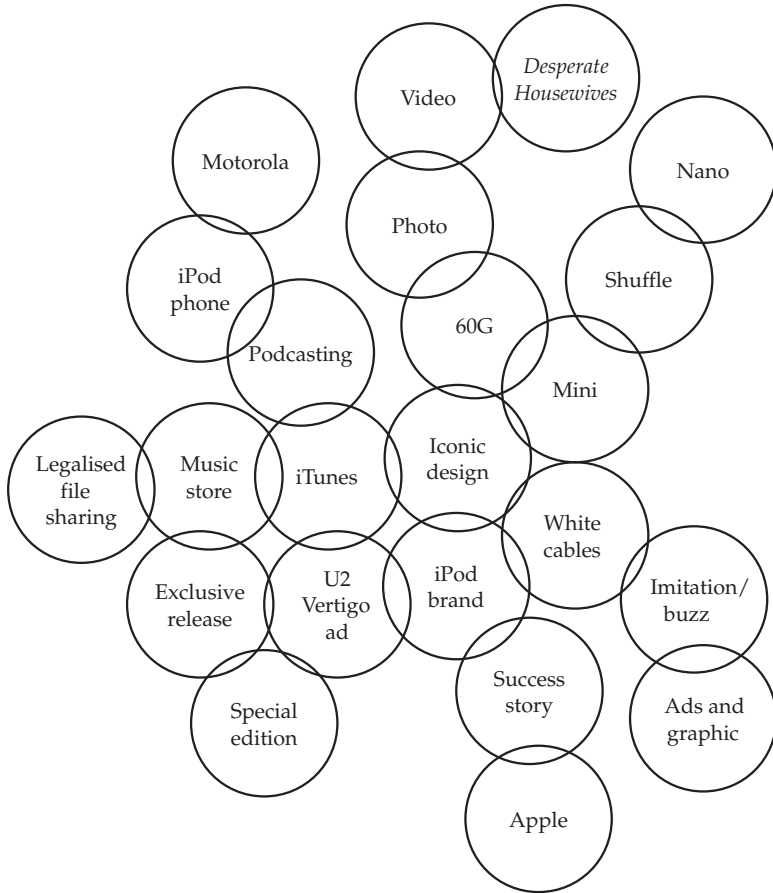 Desperate
Housewives
Video
Motorola
Nano
Photo
iPod
phone
Shuffle
60G
Podcasting
Mini
Iconic
design
Legalised
file
sharing
Music
store
iTunes
White
cables
Exclusive
release
U2
Vertigo
ad
iPod
brand
Imitation/
buzz
Success
story
Ads and
graphic
Special
edition
Apple